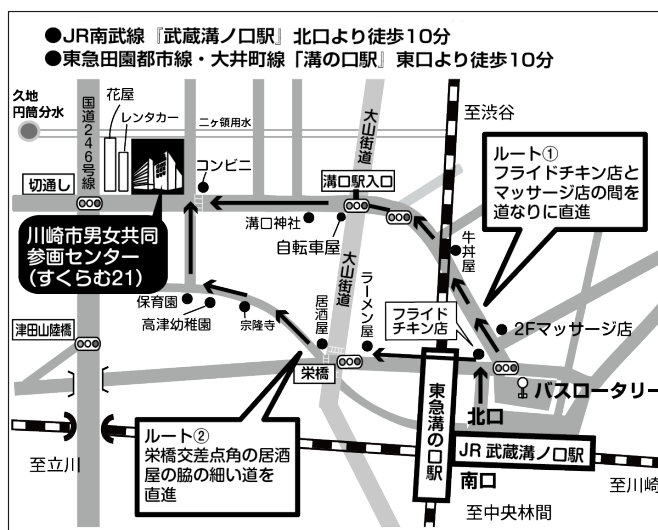 ●JR南武線『武蔵溝ノ口駅』北口より徒歩10分
●東急田園都市線・大井町線「溝の口駅」東口より徒歩10分
久地
円筒分水
国道246号線
花屋
レンタカー
二ヶ領用水
コンビニ
大山街道
至渋谷
ルート①
フライドチキン店と
マッサージ店の間を
道なりに直進
切通し
溝口駅入口
川崎市男女共同
参画センター
(すくらむ21)
溝口神社
自転車屋
牛丼屋
大山街道
ラーメン屋
居酒屋
保育園
高津幼稚園
宗隆寺
フライド
チキン店
2Fマッサージ店
津田山陸橋
栄橋
バスロータリー
北口
東急溝の口駅
ルート②
栄橋交差点角の居酒
屋の脇の細い道を
直進
JR 武蔵溝ノ口駅
南口
至立川
至川崎
至中央林間